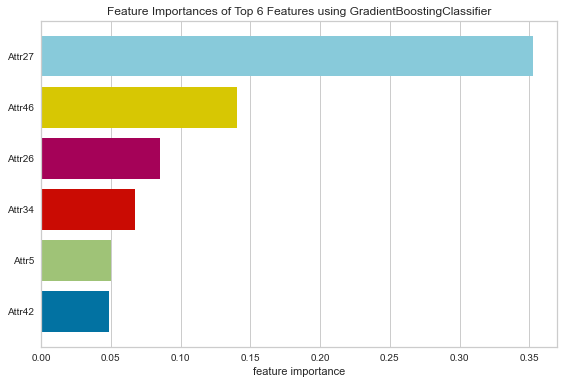 Feature Importances of Top 6 Features using GradientBoostingClassifier
Attr27
Attr46
Attr26
Attr34
Attr5
Attr42
0.00 0.05 0.10 0.15 0.20 0.25 0.30 0.35
feature importance